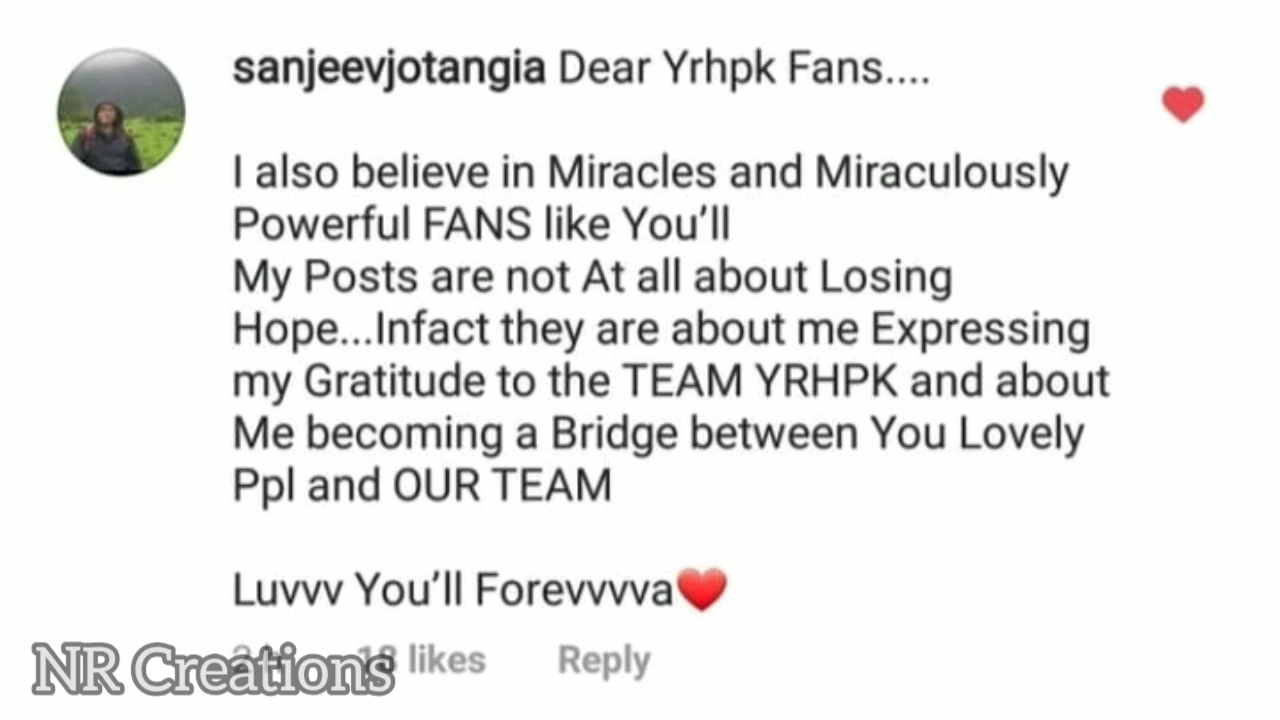 sanjeevjotangia Dear Yrhpk Fans....
I also believe in Miracles and Miraculously
Powerful FANS like You’ll
My Posts are not At all about Losing
Hope...Infact they are about me Expressing
my Gratitude to the TEAM YRHPK and about
Me becoming a Bridge between You Lovely
Ppl and OUR TEAM
Luvvv You’ll Forevvvva❤️
likes Reply
NR Creations